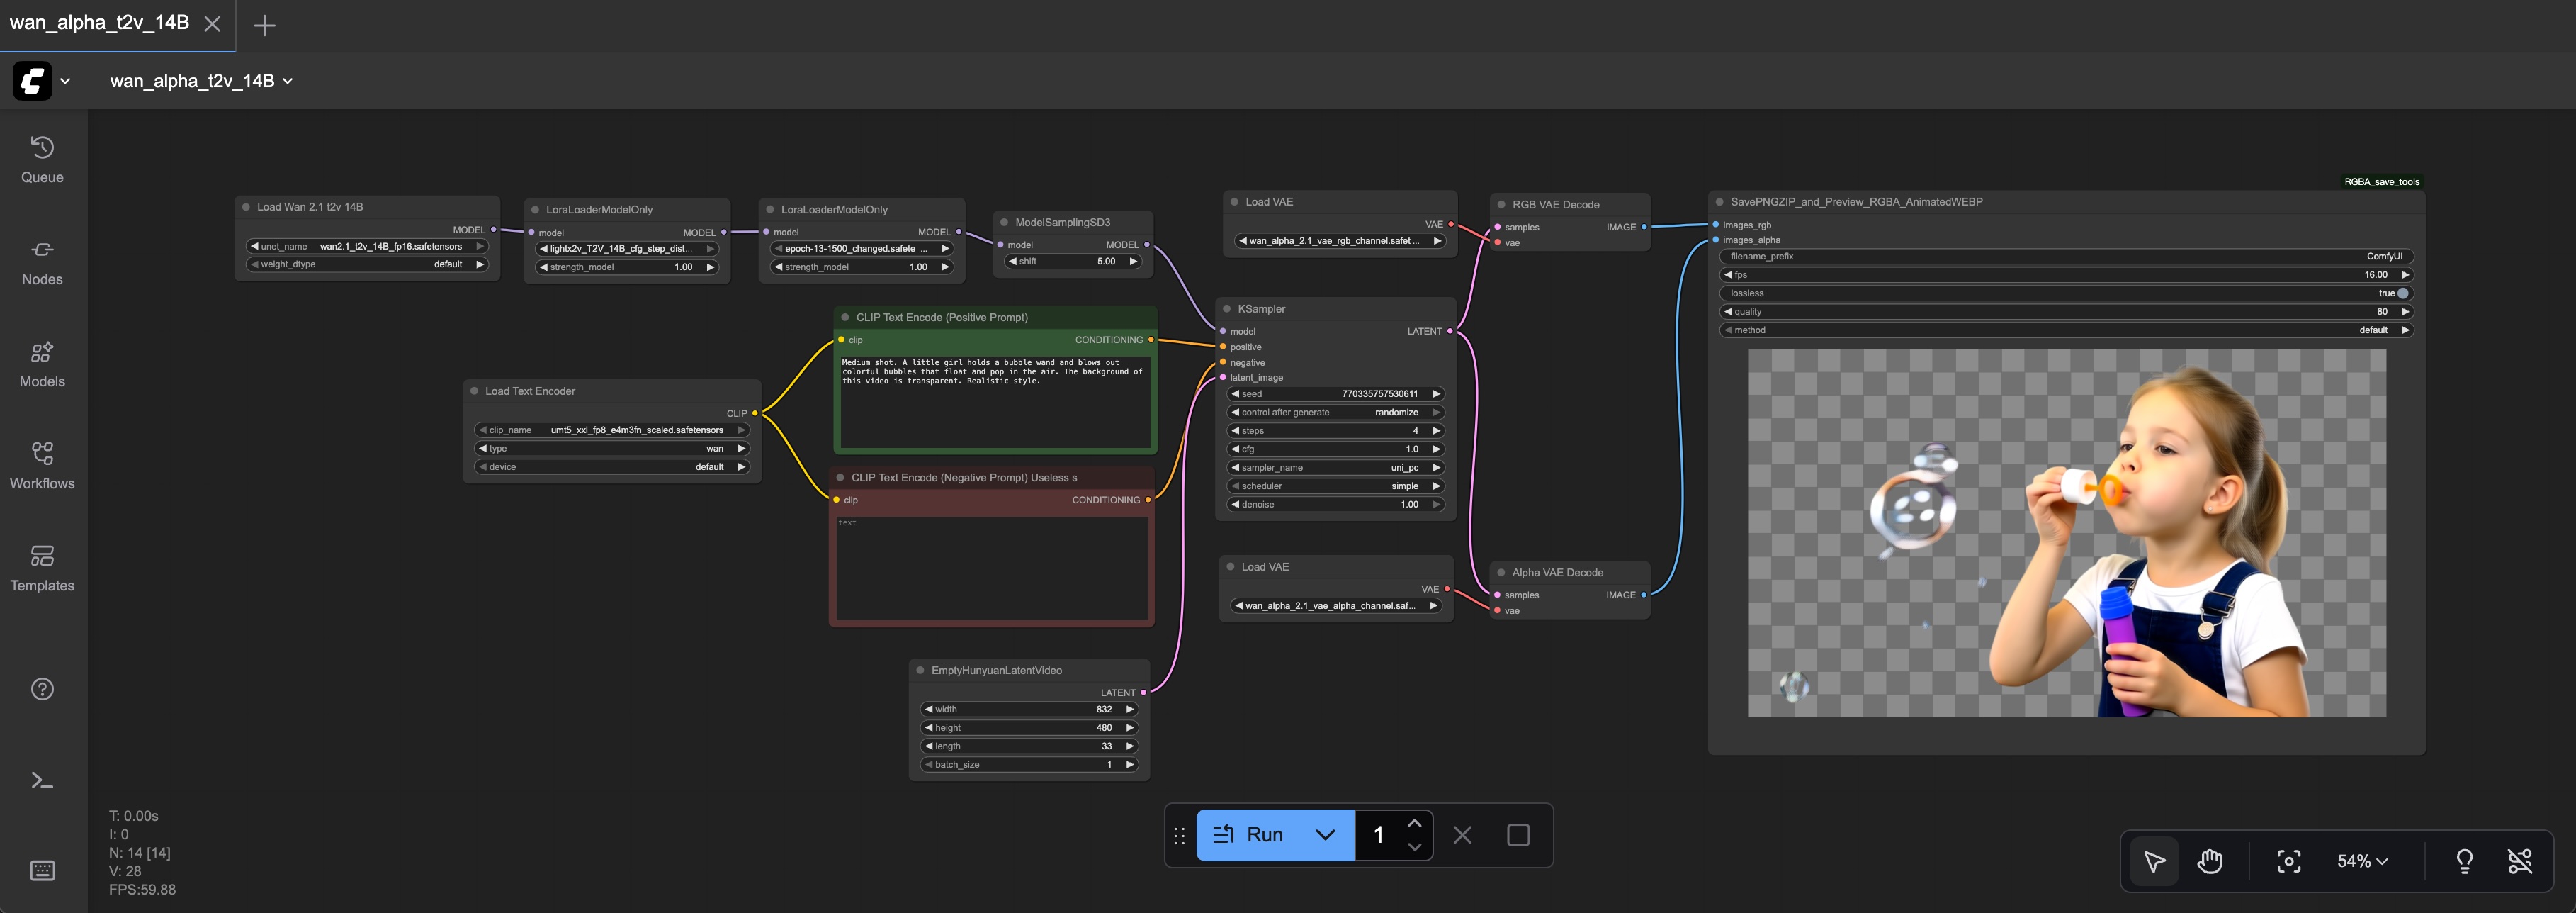 wan_alpha_t2v_14B
wan_alpha_t2v_14B
Queue
Nodes
Models
Workflows
Templates
Load Wan 2.1 t2v 14B
MODEL
unet_name wan2.1_t2v_14B_fp16.safetensors
weight_dtype default
LoraLoaderModelOnly
model MODEL
lightx2v_T2V_14B_cfg_step_dist...
strength_model 1.00
LoraLoaderModelOnly
model MODEL
epoch-13-1500_changed.safete ...
strength_model 1.00
ModelSamplingSD3
model MODEL
shift 5.00
Load Text Encoder
CLIP
clip_name umt5_xxl_fp8_e4m3fn_scaled.safetensors
type wan
device default
CLIP Text Encode (Positive Prompt)
clip CONDITIONING
Medium shot. A little girl holds a bubble wand and blows out
colorful bubbles that float and pop in the air. The background of
this video is transparent. Realistic style.
CLIP Text Encode (Negative Prompt) Useless s
clip CONDITIONING
text
EmptyHunyuanLatentVideo
LATENT
width 832
height 480
length 33
batch_size 1
Load VAE
VAE
wan_alpha_2.1_vae_rgb_channel.safet ...
KSampler
model LATENT
positive
negative
latent_image
seed 770335757530611
control after generate randomize
steps 4
cfg 1.0
sampler_name uni_pc
scheduler simple
denoise 1.00
Load VAE
VAE
wan_alpha_2.1_vae_alpha_channel.saf...
RGB VAE Decode
samples IMAGE
vae
Alpha VAE Decode
samples IMAGE
vae
RGBA_save_tools
SavePNGZIP_and_Preview_RGBA_AnimatedWEBP
images_rgb
images_alpha
filename_prefix ComfyUI
fps 16.00
lossless true
quality 80
method default
T: 0.00s
I: 0
N: 14 [14]
V: 28
FPS:59.88
Run 1
54%